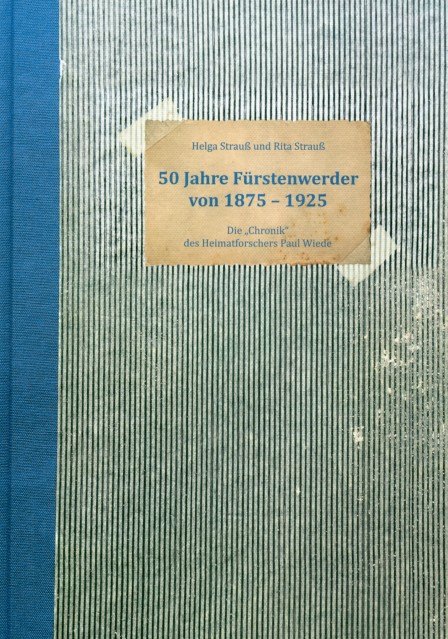 Helga Strauß und Rita Strauß
50 Jahre Fürstenwerder
von 1875 – 1925
Die „Chronik“
des Heimatforschers Paul Wiede